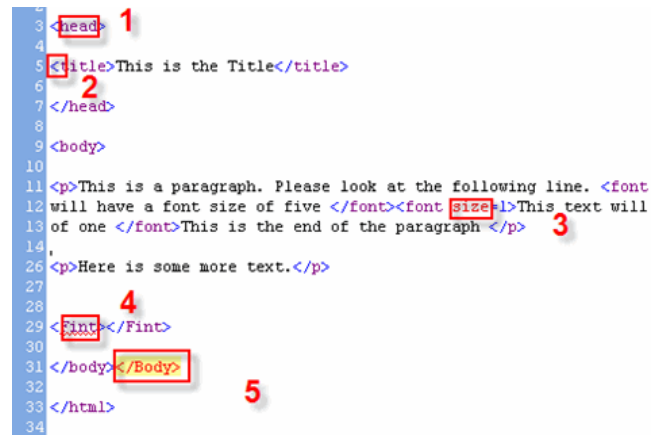 3 <head> 1
4
5 <title>This is the Title</title>
6 2
7 </head>
8
9 <body>
10
11 <p>This is a paragraph. Please look at the following line. <font
12 will have a font size of five </font><font size=1>This text will
13 of one </font>This is the end of the paragraph </p> 3
14
26 <p>Here is some more text.</p>
27
28 4
29 <Fint></Fint>
30
31 </body></Body>
32 5
33 </html>
34